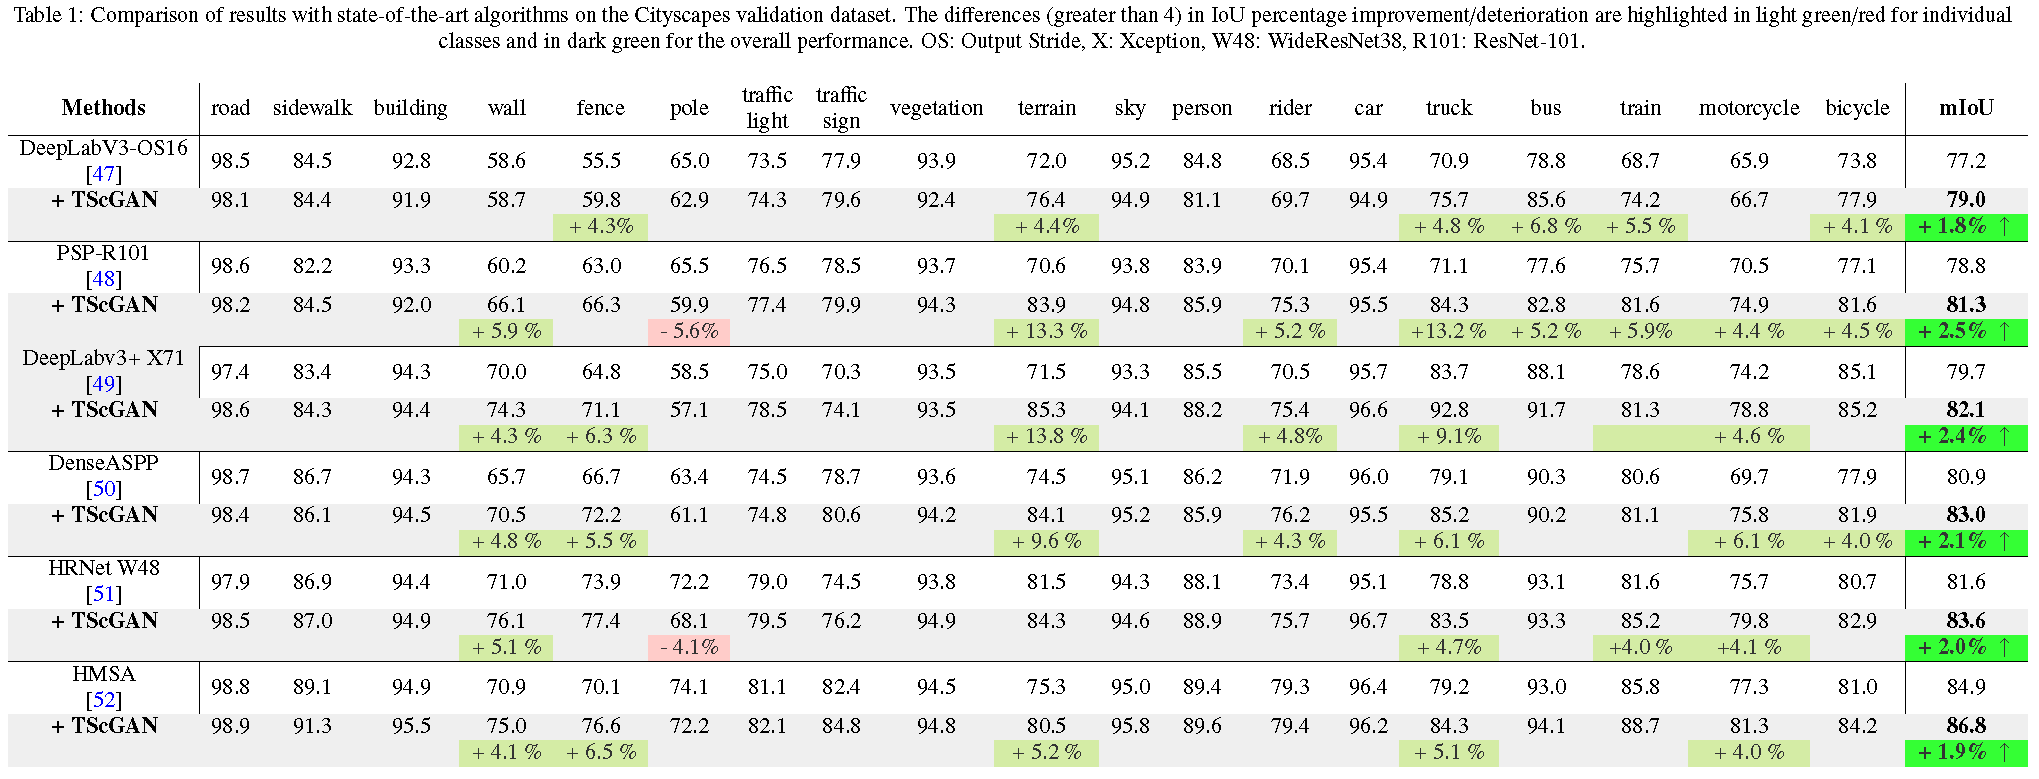 Table 1: Comparison of results with state-of-the-art algorithms on the Cityscapes validation dataset. The differences (greater than 4) in IoU percentage improvement/deterioration are highlighted in light green/red for individual
classes and in dark green for the overall performance. OS: Output Stride, X: Xception, W48: WideResNet38, R101: ResNet-101.
Methods road sidewalk building wall fence pole traffic light traffic sign vegetation terrain sky person rider car truck bus train motorcycle bicycle mIoU
DeepLabV3-OS16
[47] 98.5 84.5 92.8 58.6 55.5 65.0 73.5 77.9 93.9 72.0 95.2 84.8 68.5 95.4 70.9 78.8 68.7 65.9 73.8 77.2
+ TScGAN 98.1 84.4 91.9 58.7 59.8 62.9 74.3 79.6 92.4 76.4 94.9 81.1 69.7 94.9 75.7 85.6 74.2 66.7 77.9 79.0
+ 4.3% + 4.4% + 4.8 % + 6.8 % + 5.5 % + 4.1 % + 1.8% ↑
PSP-R101
[48] 98.6 82.2 93.3 60.2 63.0 65.5 76.5 78.5 93.7 70.6 93.8 83.9 70.1 95.4 71.1 77.6 75.7 70.5 77.1 78.8
+ TScGAN 98.2 84.5 92.0 66.1 66.3 59.9 77.4 79.9 94.3 83.9 94.8 85.9 75.3 95.5 84.3 82.8 81.6 74.9 81.6 81.3
+ 5.9 % - 5.6% + 13.3 % + 5.2 % +13.2 % + 5.2 % + 5.9% + 4.4 % + 4.5 % + 2.5% ↑
DeepLabv3+ X71
[49] 97.4 83.4 94.3 70.0 64.8 58.5 75.0 70.3 93.5 71.5 93.3 85.5 70.5 95.7 83.7 88.1 78.6 74.2 85.1 79.7
+ TScGAN 98.6 84.3 94.4 74.3 71.1 57.1 78.5 74.1 93.5 85.3 94.1 88.2 75.4 96.6 92.8 91.7 81.3 78.8 85.2 82.1
+ 4.3 % + 6.3 % + 13.8 % + 4.8% + 9.1% + 4.6 % + 2.4% ↑
DenseASPP
[50] 98.7 86.7 94.3 65.7 66.7 63.4 74.5 78.7 93.6 74.5 95.1 86.2 71.9 96.0 79.1 90.3 80.6 69.7 77.9 80.9
+ TScGAN 98.4 86.1 94.5 70.5 72.2 61.1 74.8 80.6 94.2 84.1 95.2 85.9 76.2 95.5 85.2 90.2 81.1 75.8 81.9 83.0
+ 4.8 % + 5.5 % + 9.6 % + 4.3 % + 6.1 % + 6.1 % + 4.0 % + 2.1% ↑
HRNet W48
[51] 97.9 86.9 94.4 71.0 73.9 72.2 79.0 74.5 93.8 81.5 94.3 88.1 73.4 95.1 78.8 93.1 81.6 75.7 80.7 81.6
+ TScGAN 98.5 87.0 94.9 76.1 77.4 68.1 79.5 76.2 94.9 84.3 94.6 88.9 75.7 96.7 83.5 93.3 85.2 79.8 82.9 83.6
+ 5.1 % - 4.1% + 4.7% +4.0 % +4.1 % + 2.0% ↑
HMSA
[52] 98.8 89.1 94.9 70.9 70.1 74.1 81.1 82.4 94.5 75.3 95.0 89.4 79.3 96.4 79.2 93.0 85.8 77.3 81.0 84.9
+ TScGAN 98.9 91.3 95.5 75.0 76.6 72.2 82.1 84.8 94.8 80.5 95.8 89.6 79.4 96.2 84.3 94.1 88.7 81.3 84.2 86.8
+ 4.1 % + 6.5 % + 5.2 % + 5.1 % + 4.0 % + 1.9% ↑